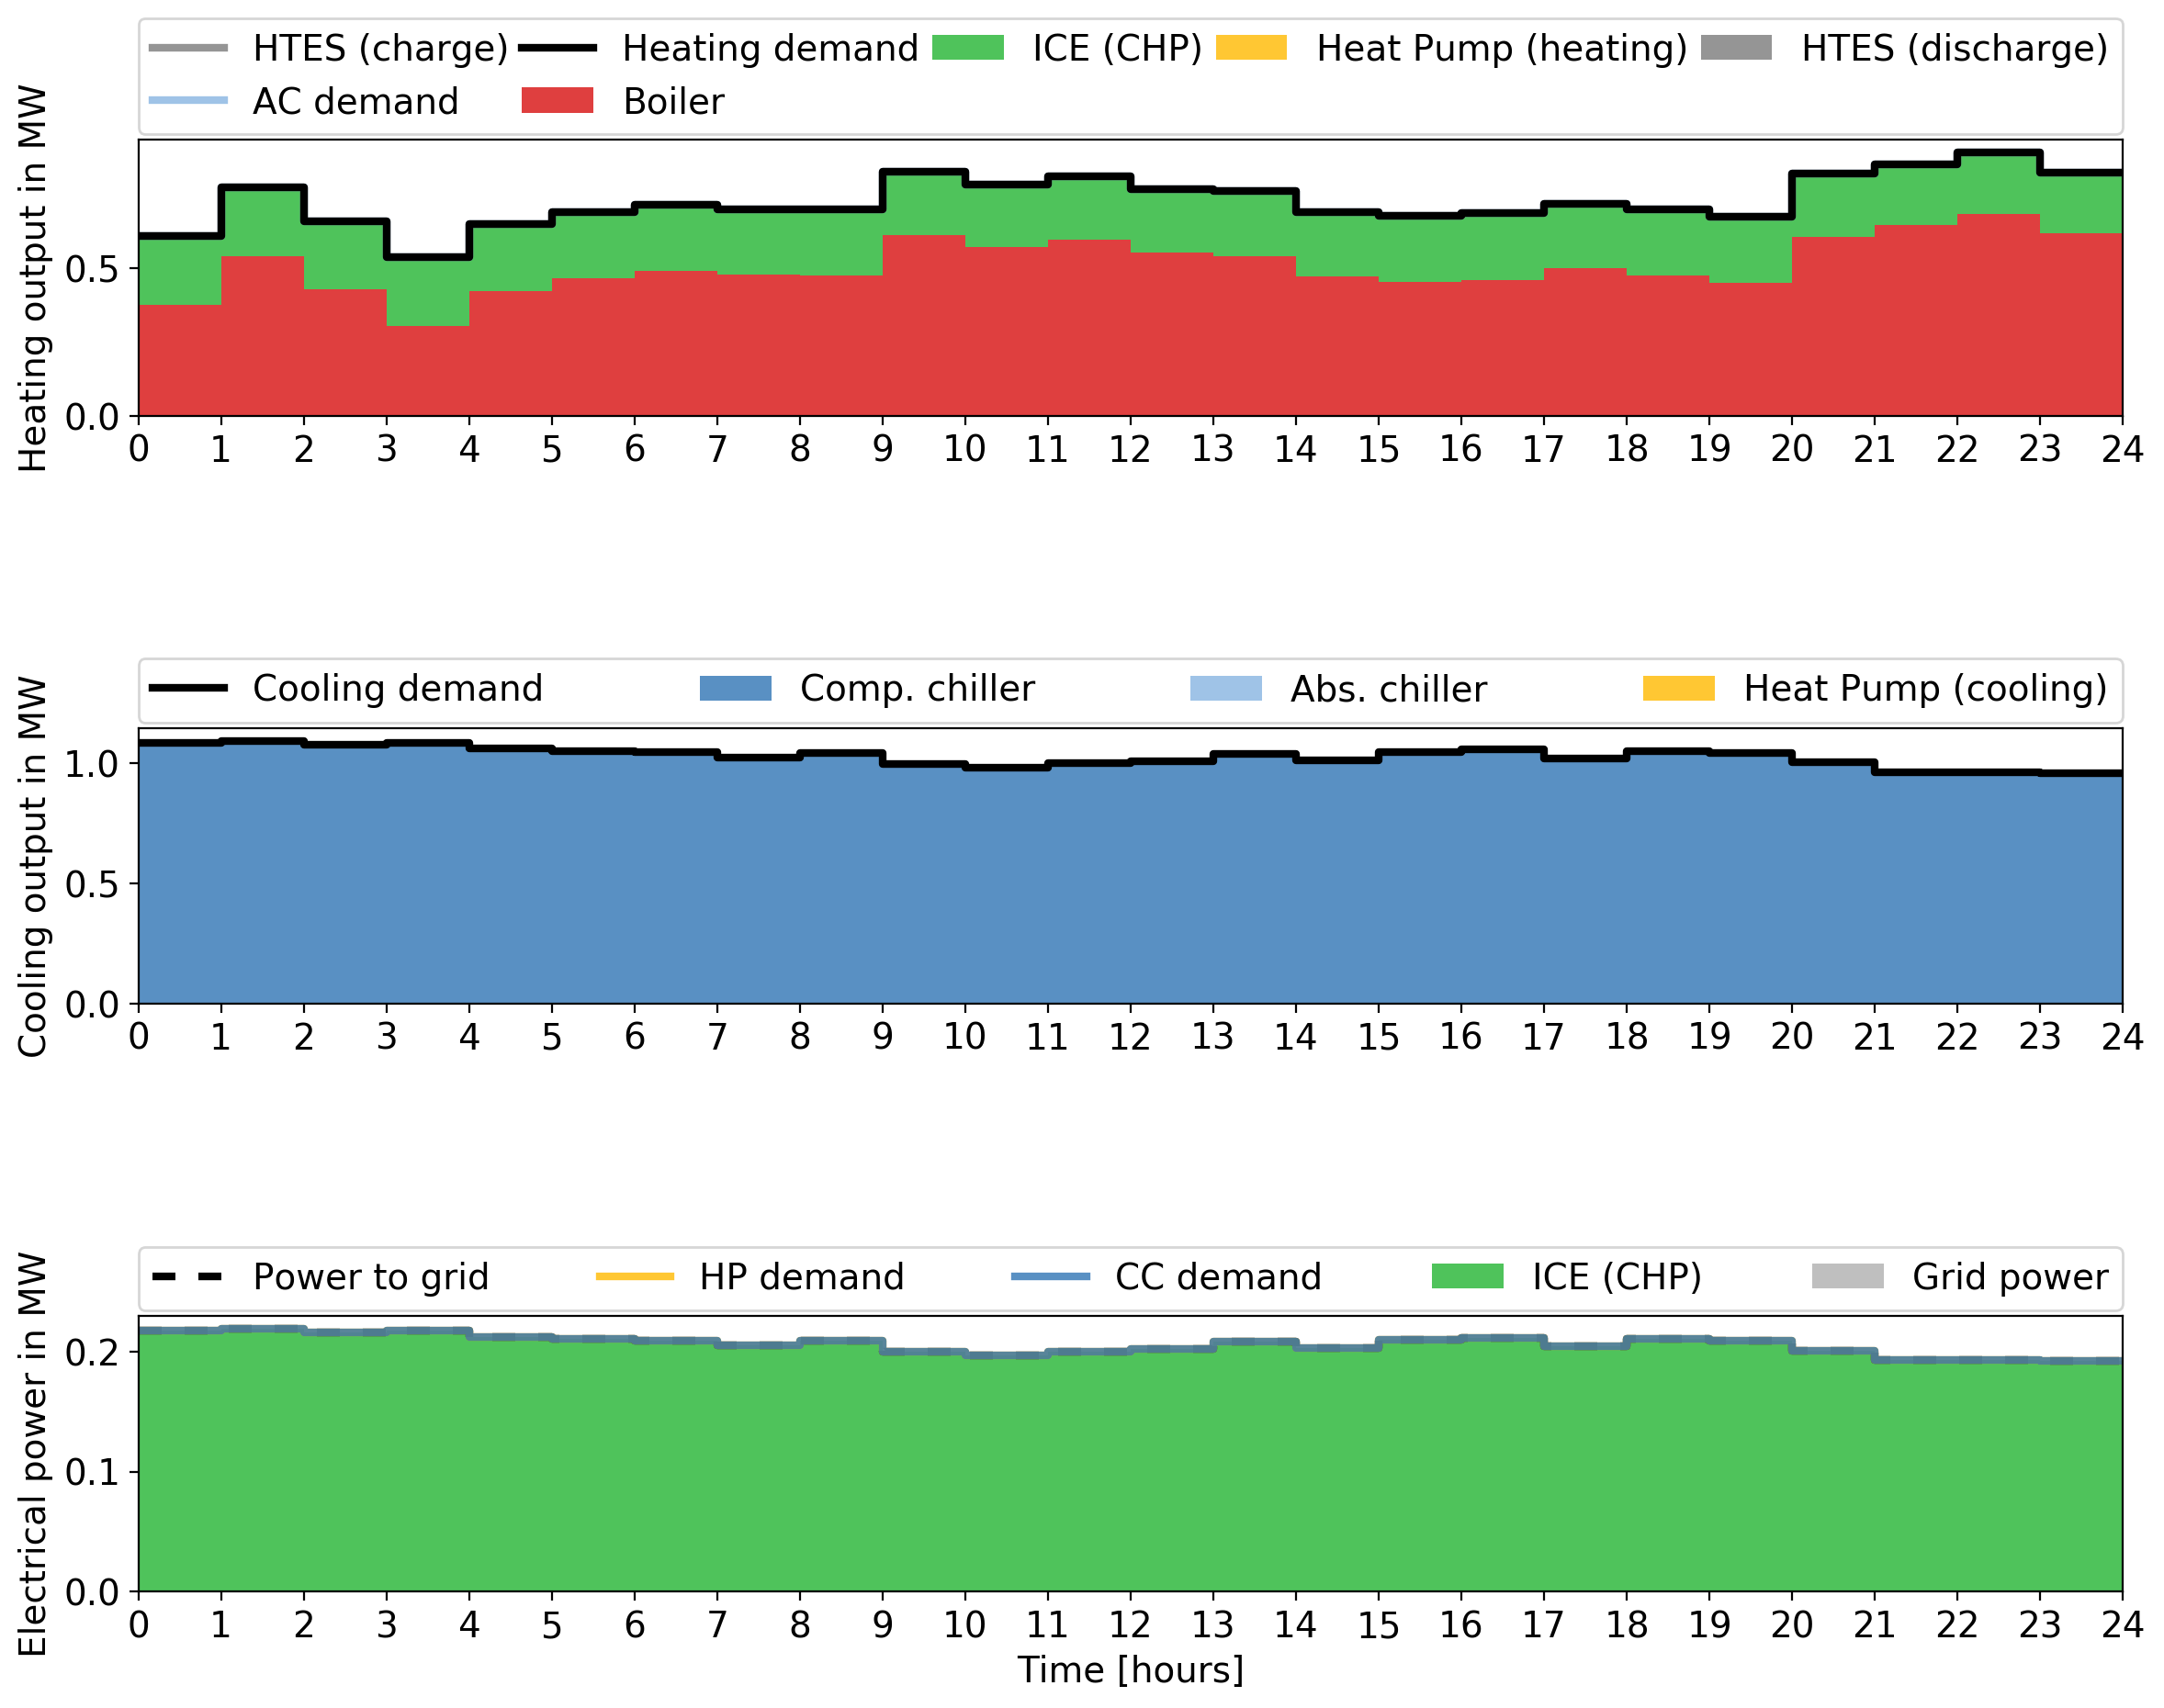 HTES (charge) Heating demand ICE (CHP) Heat Pump (heating) HTES (discharge)
AC demand Boiler
Heating output in MW
0.5
0.0
0 1 2 3 4 5 6 7 8 9 10 11 12 13 14 15 16 17 18 19 20 21 22 23 24
Cooling demand Comp. chiller Abs. chiller Heat Pump (cooling)
Cooling output in MW
1.0
0.5
0.0
0 1 2 3 4 5 6 7 8 9 10 11 12 13 14 15 16 17 18 19 20 21 22 23 24
Power to grid HP demand CC demand ICE (CHP) Grid power
Electrical power in MW
0.2
0.1
0.0
0 1 2 3 4 5 6 7 8 9 10 11 12 13 14 15 16 17 18 19 20 21 22 23 24
Time [hours]